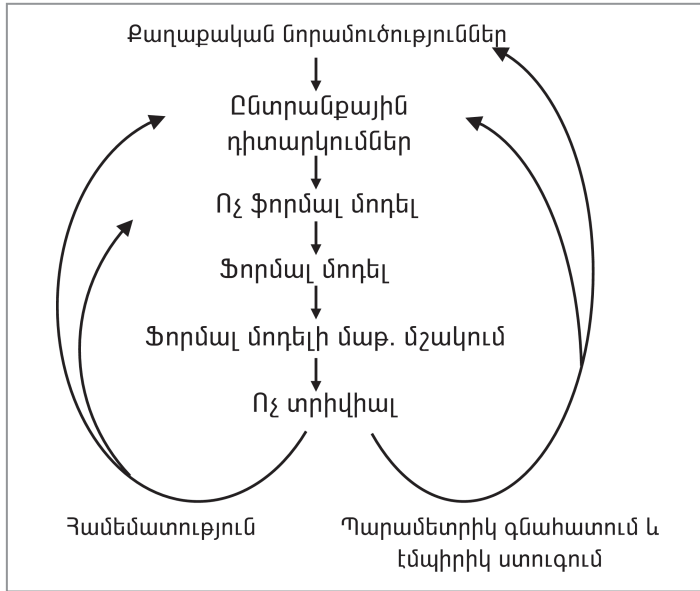 Քաղաքական նորամուծություններ
Ընտրանքային
դիտարկումներ
Ոչ ֆորմալ մոդել
Ֆորմալ մոդել
Ֆորմալ մոդելի մաթ. մշակում
Ոչ տրիվիալ
Համեմատություն
Պարամետրիկ գնահատում և
էմպիրիկ ստուգում